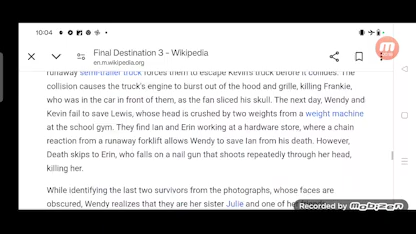 10:04
Final Destination 3 - Wikipedia
en.m.wikipedia.org
runaway semi-trailer truck forces them to escape Kevin's truck before it collides. The
collision causes the truck's engine to burst out of the hood and grille, killing Frankie,
who was in the car in front of them, as the fan sliced his skull. The next day, Wendy and
Kevin fail to save Lewis, whose head is crushed by two weights from a weight machine
at the school gym. They find Ian and Erin working at a hardware store, where a chain
reaction from a runaway forklift allows Wendy to save Ian from his death. However,
Death skips to Erin, who falls on a nail gun that shoots repeatedly through her head,
killing her.
While identifying the last two survivors from the photographs, whose faces are
obscured, Wendy realizes that they are her sister Julie and one of her
Recorded by Mobizen